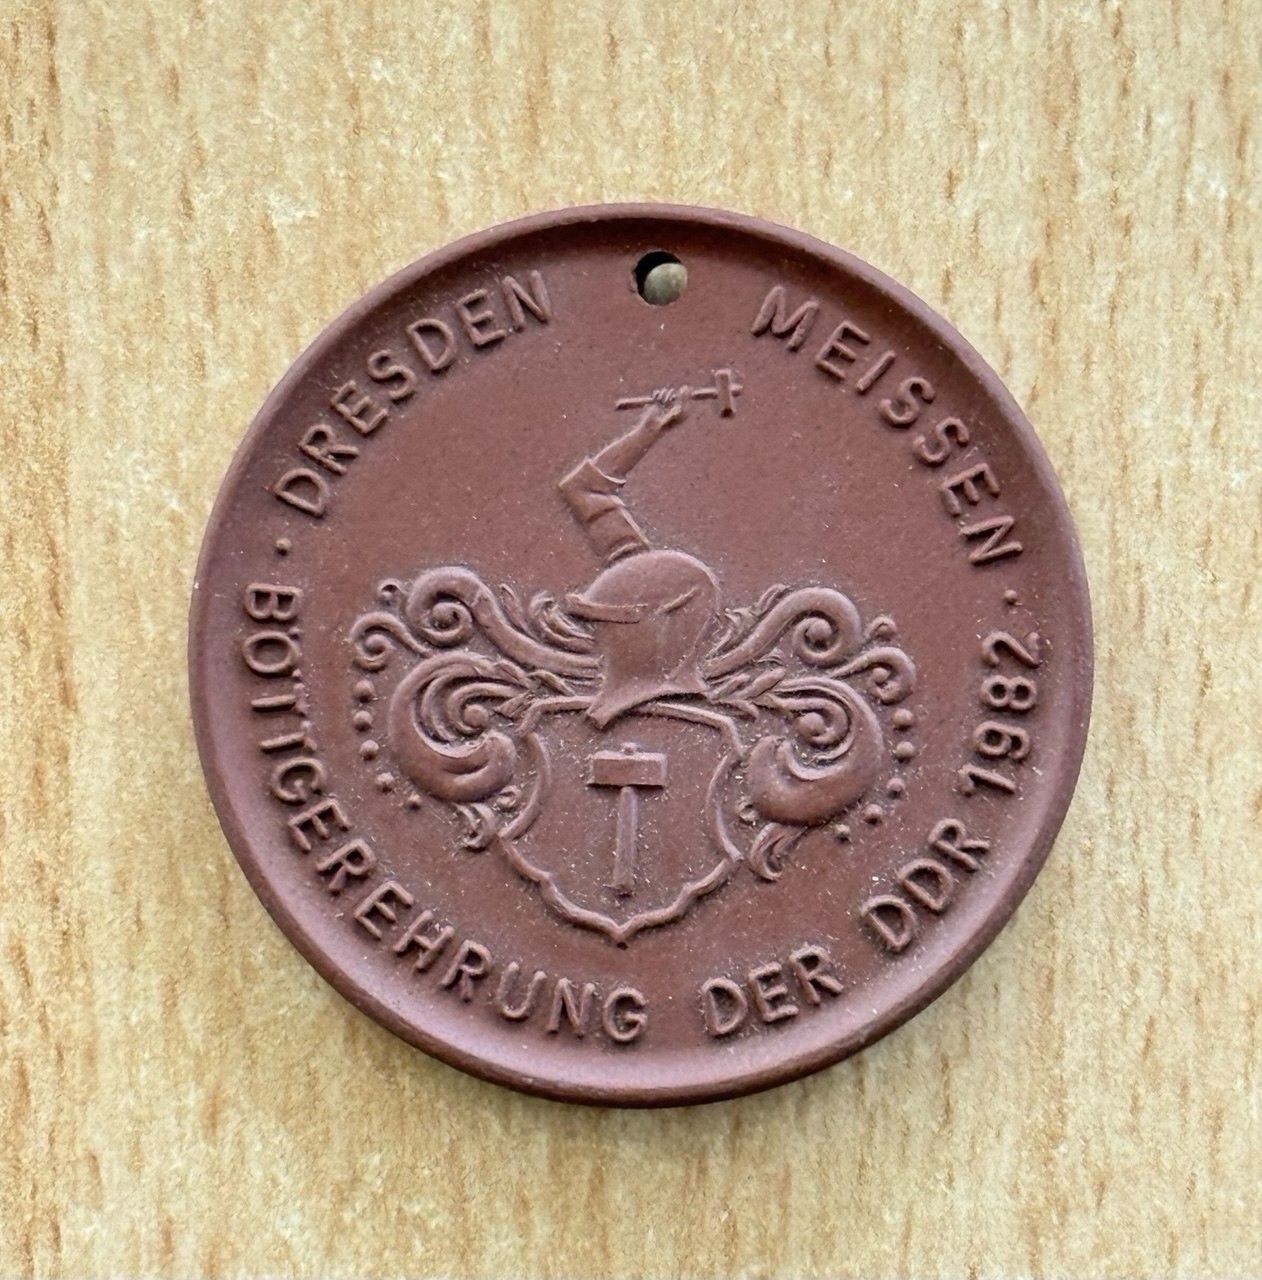 DRESDEN MEISSEN
· BÖTTGEREHRUNG DER DDR 1982 ·